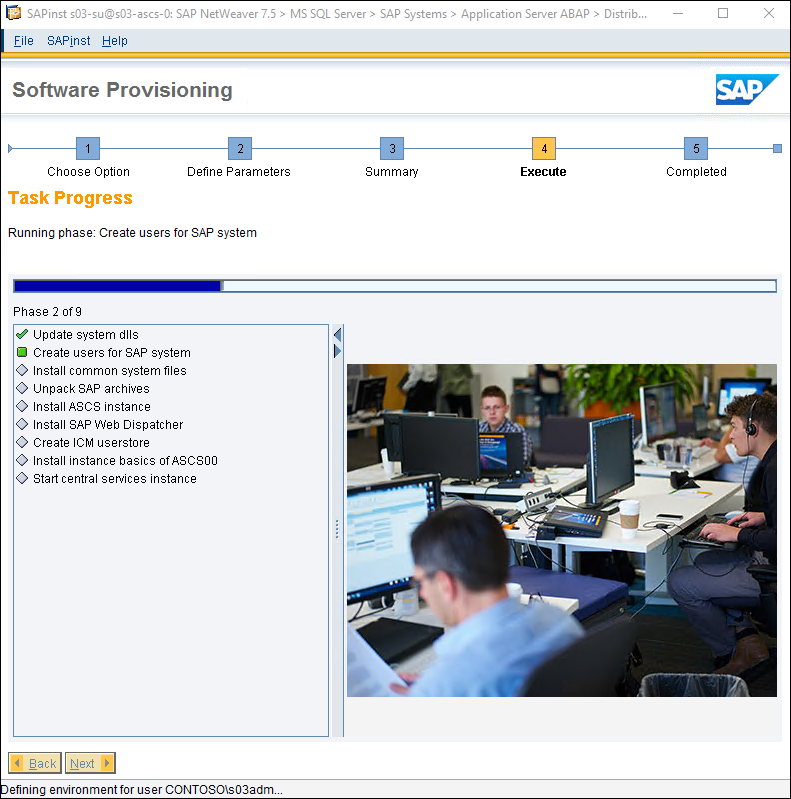 SAPinst s03-su@s03-ascs-0: SAP NetWeaver 7.5 > MS SQL Server > SAP Systems > Application Server ABAP > Distrib...
File SAPinst Help
Software Provisioning
SAP
1 2 3 4 5
Choose Option Define Parameters Summary Execute Completed
Task Progress
Running phase: Create users for SAP system
Phase 2 of 9
Update system dlls
Create users for SAP system
Install common system files
Unpack SAP archives
Install ASCS instance
Install SAP Web Dispatcher
Create ICM userstore
Install instance basics of ASCS00
Start central services instance
Back Next
Defining environment for user CONTOSO\s03adm...